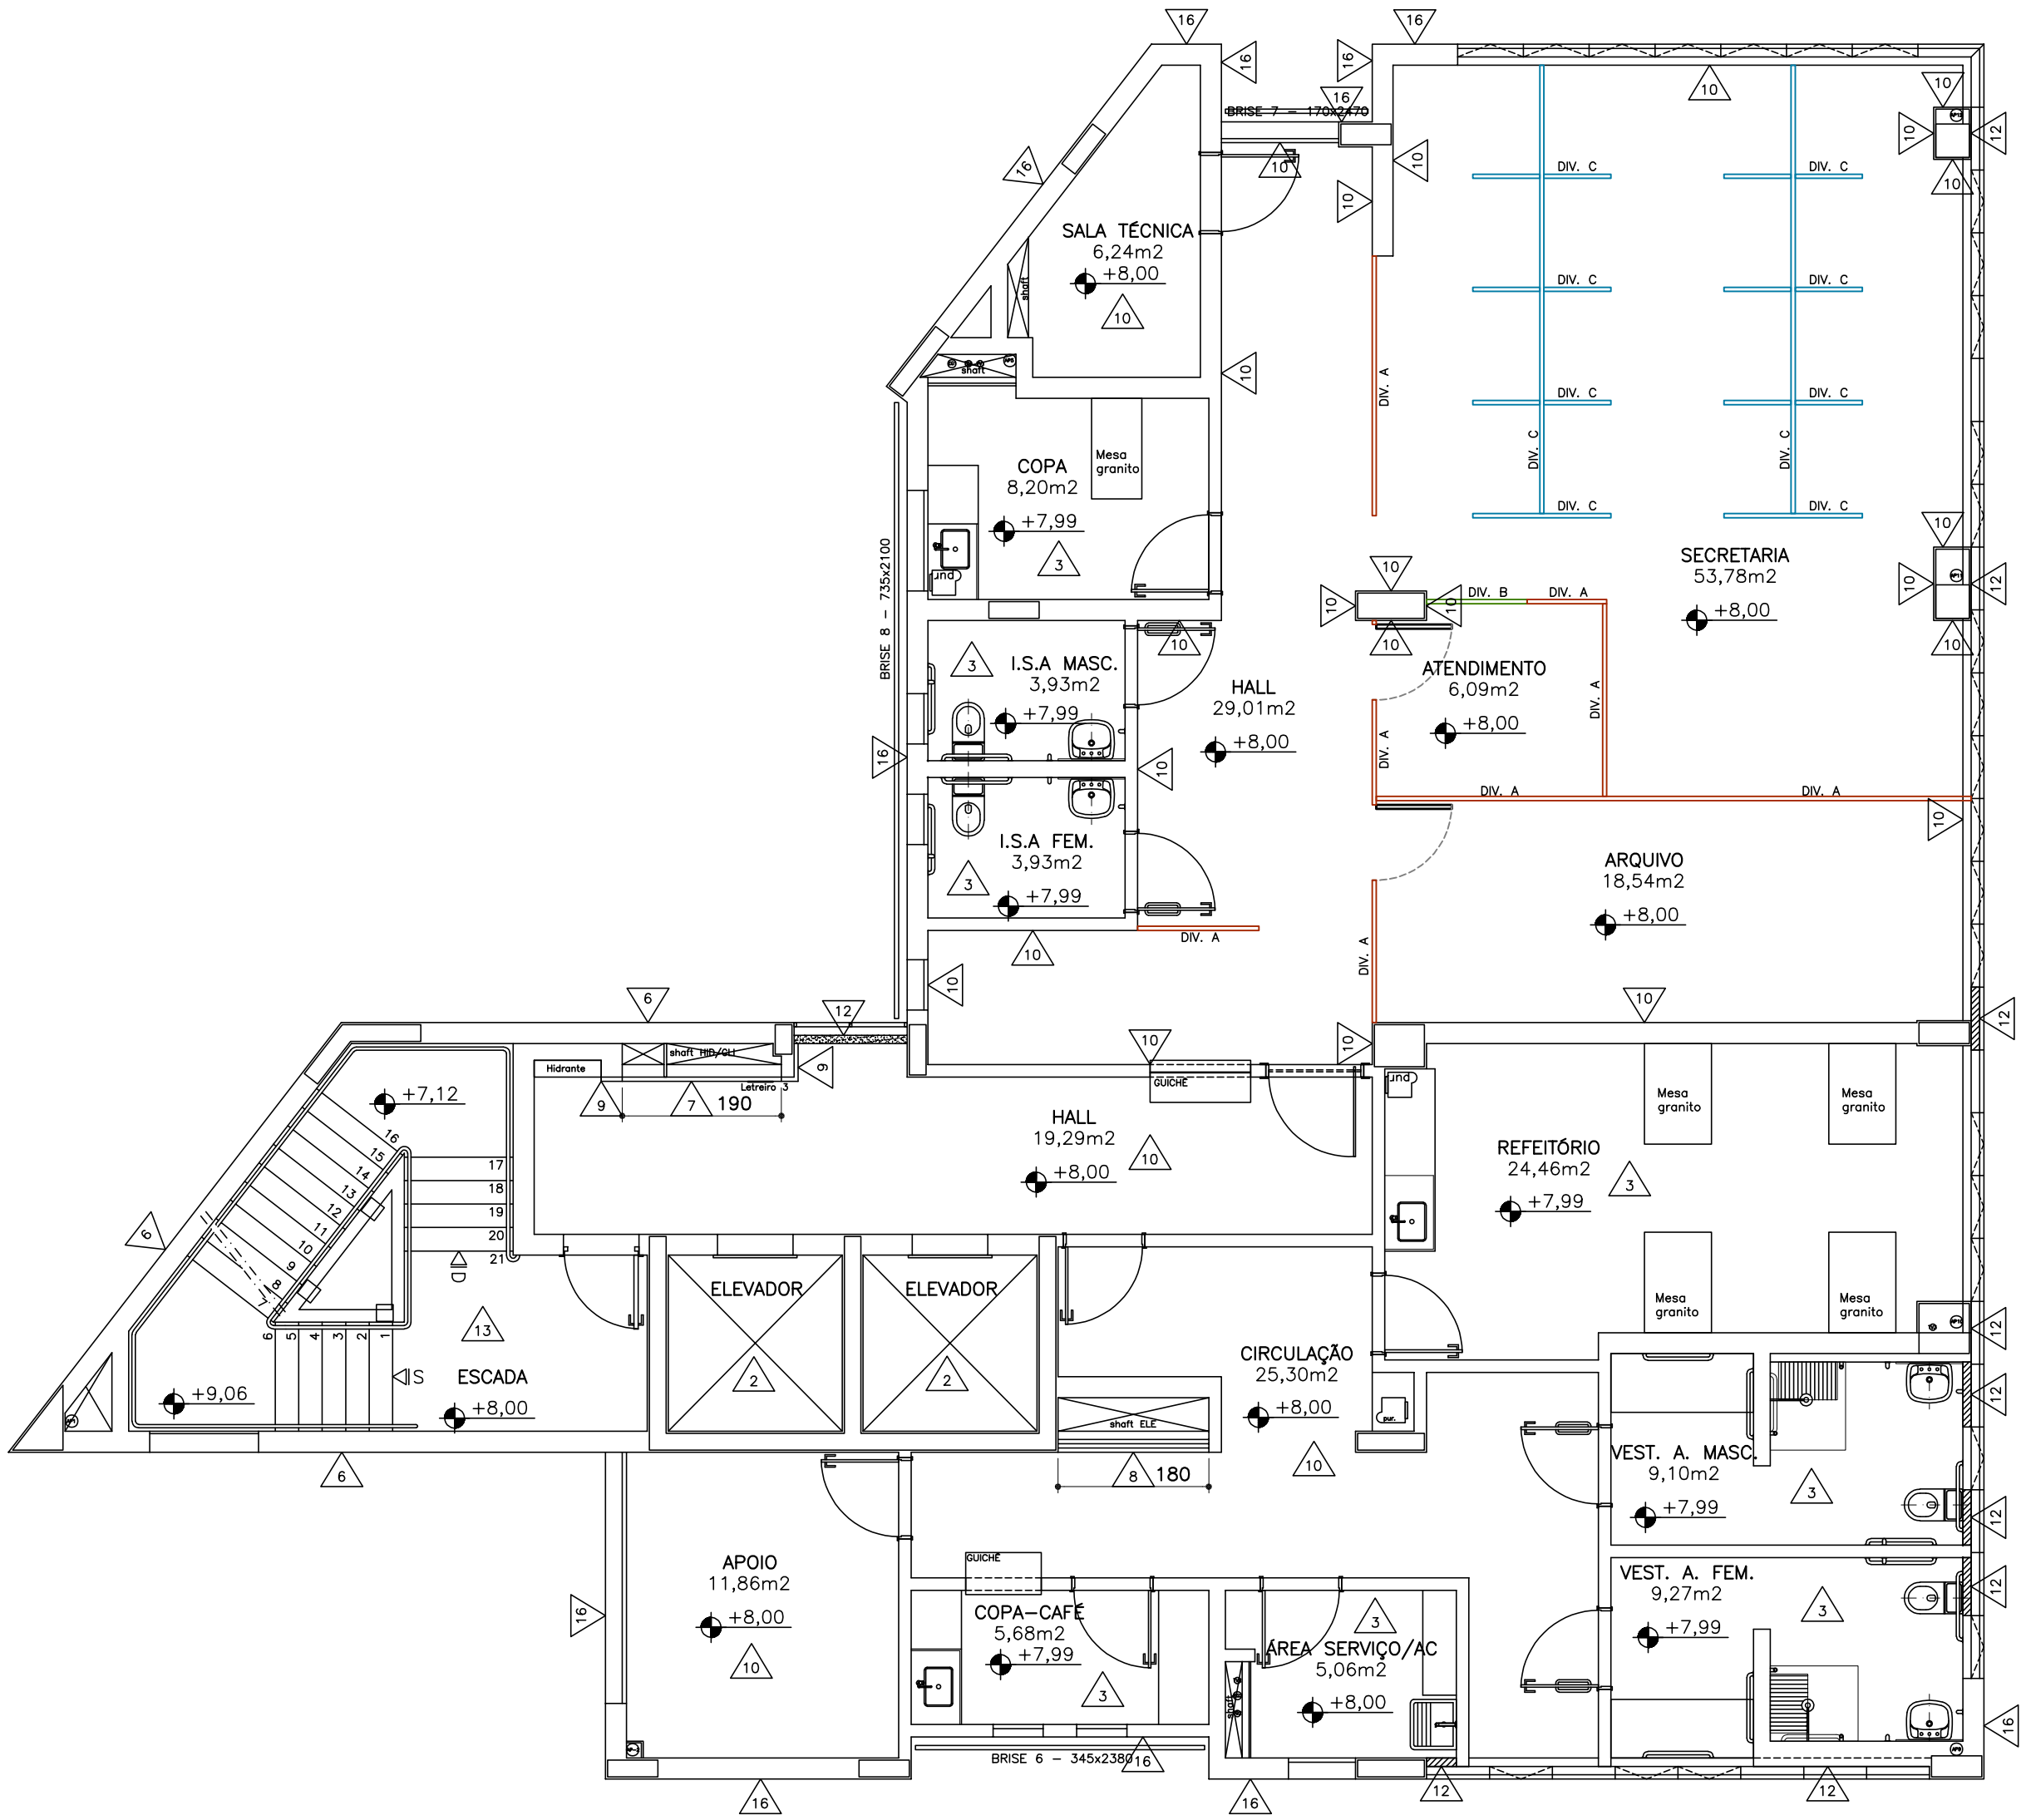 16
16
16
16
16
BRISE 7 - 170x2470
10
10
10
10
12
10
16
10
10
10
DIV. C
DIV. C
SALA TÉCNICA
6,24m2
+8,00
shaft
10
DIV. C
DIV. C
shaft
10
DIV. A
DIV. C
DIV. C
DIV. C
DIV. C
COPA
8,20m2
Mesa
granito
+7,99
3
pur
DIV. C
DIV. C
10
10
12
10
SECRETARIA
53,78m2
+8,00
BRISE 8 - 735x2100
10
10
10
10
DIV. B
DIV. A
10
3
I.S.A MASC.
3,93m2
+7,99
10
HALL
29,01m2
+8,00
ATENDIMENTO
6,09m2
+8,00
DIV. A
DIV. A
16
10
DIV. A
DIV. A
10
I.S.A FEM.
3,93m2
3
+7,99
ARQUIVO
18,54m2
+8,00
DIV. A
DIV. A
10
10
6
12
10
12
10
10
9
shaft HID/GLI
Hidrante
Letreiro 3
9
7
190
GUICHÊ
pur
+7,12
HALL
19,29m2
+8,00
10
Mesa
granito
Mesa
granito
REFEITÓRIO
24,46m2
3
+7,99
16
15
14
13
12
11
10
9
8
7
17
18
19
20
21
D
6
6
5
4
3
2
1
S
13
ESCADA
+8,00
+9,06
6
ELEVADOR
2
ELEVADOR
2
Mesa
granito
Mesa
granito
12
CIRCULAÇÃO
25,30m2
+8,00
pur.
shaft ELE
8
180
10
12
VEST. A. MASC.
9,10m2
3
+7,99
12
APOIO
11,86m2
+8,00
10
16
GUICHÊ
COPA-CAFÉ
5,68m2
+7,99
3
3
ÁREA SERVIÇO/AC
5,06m2
+8,00
shaft
VEST. A. FEM.
9,27m2
+7,99
3
12
16
BRISE 6 - 345x2380
16
16
16
12
12